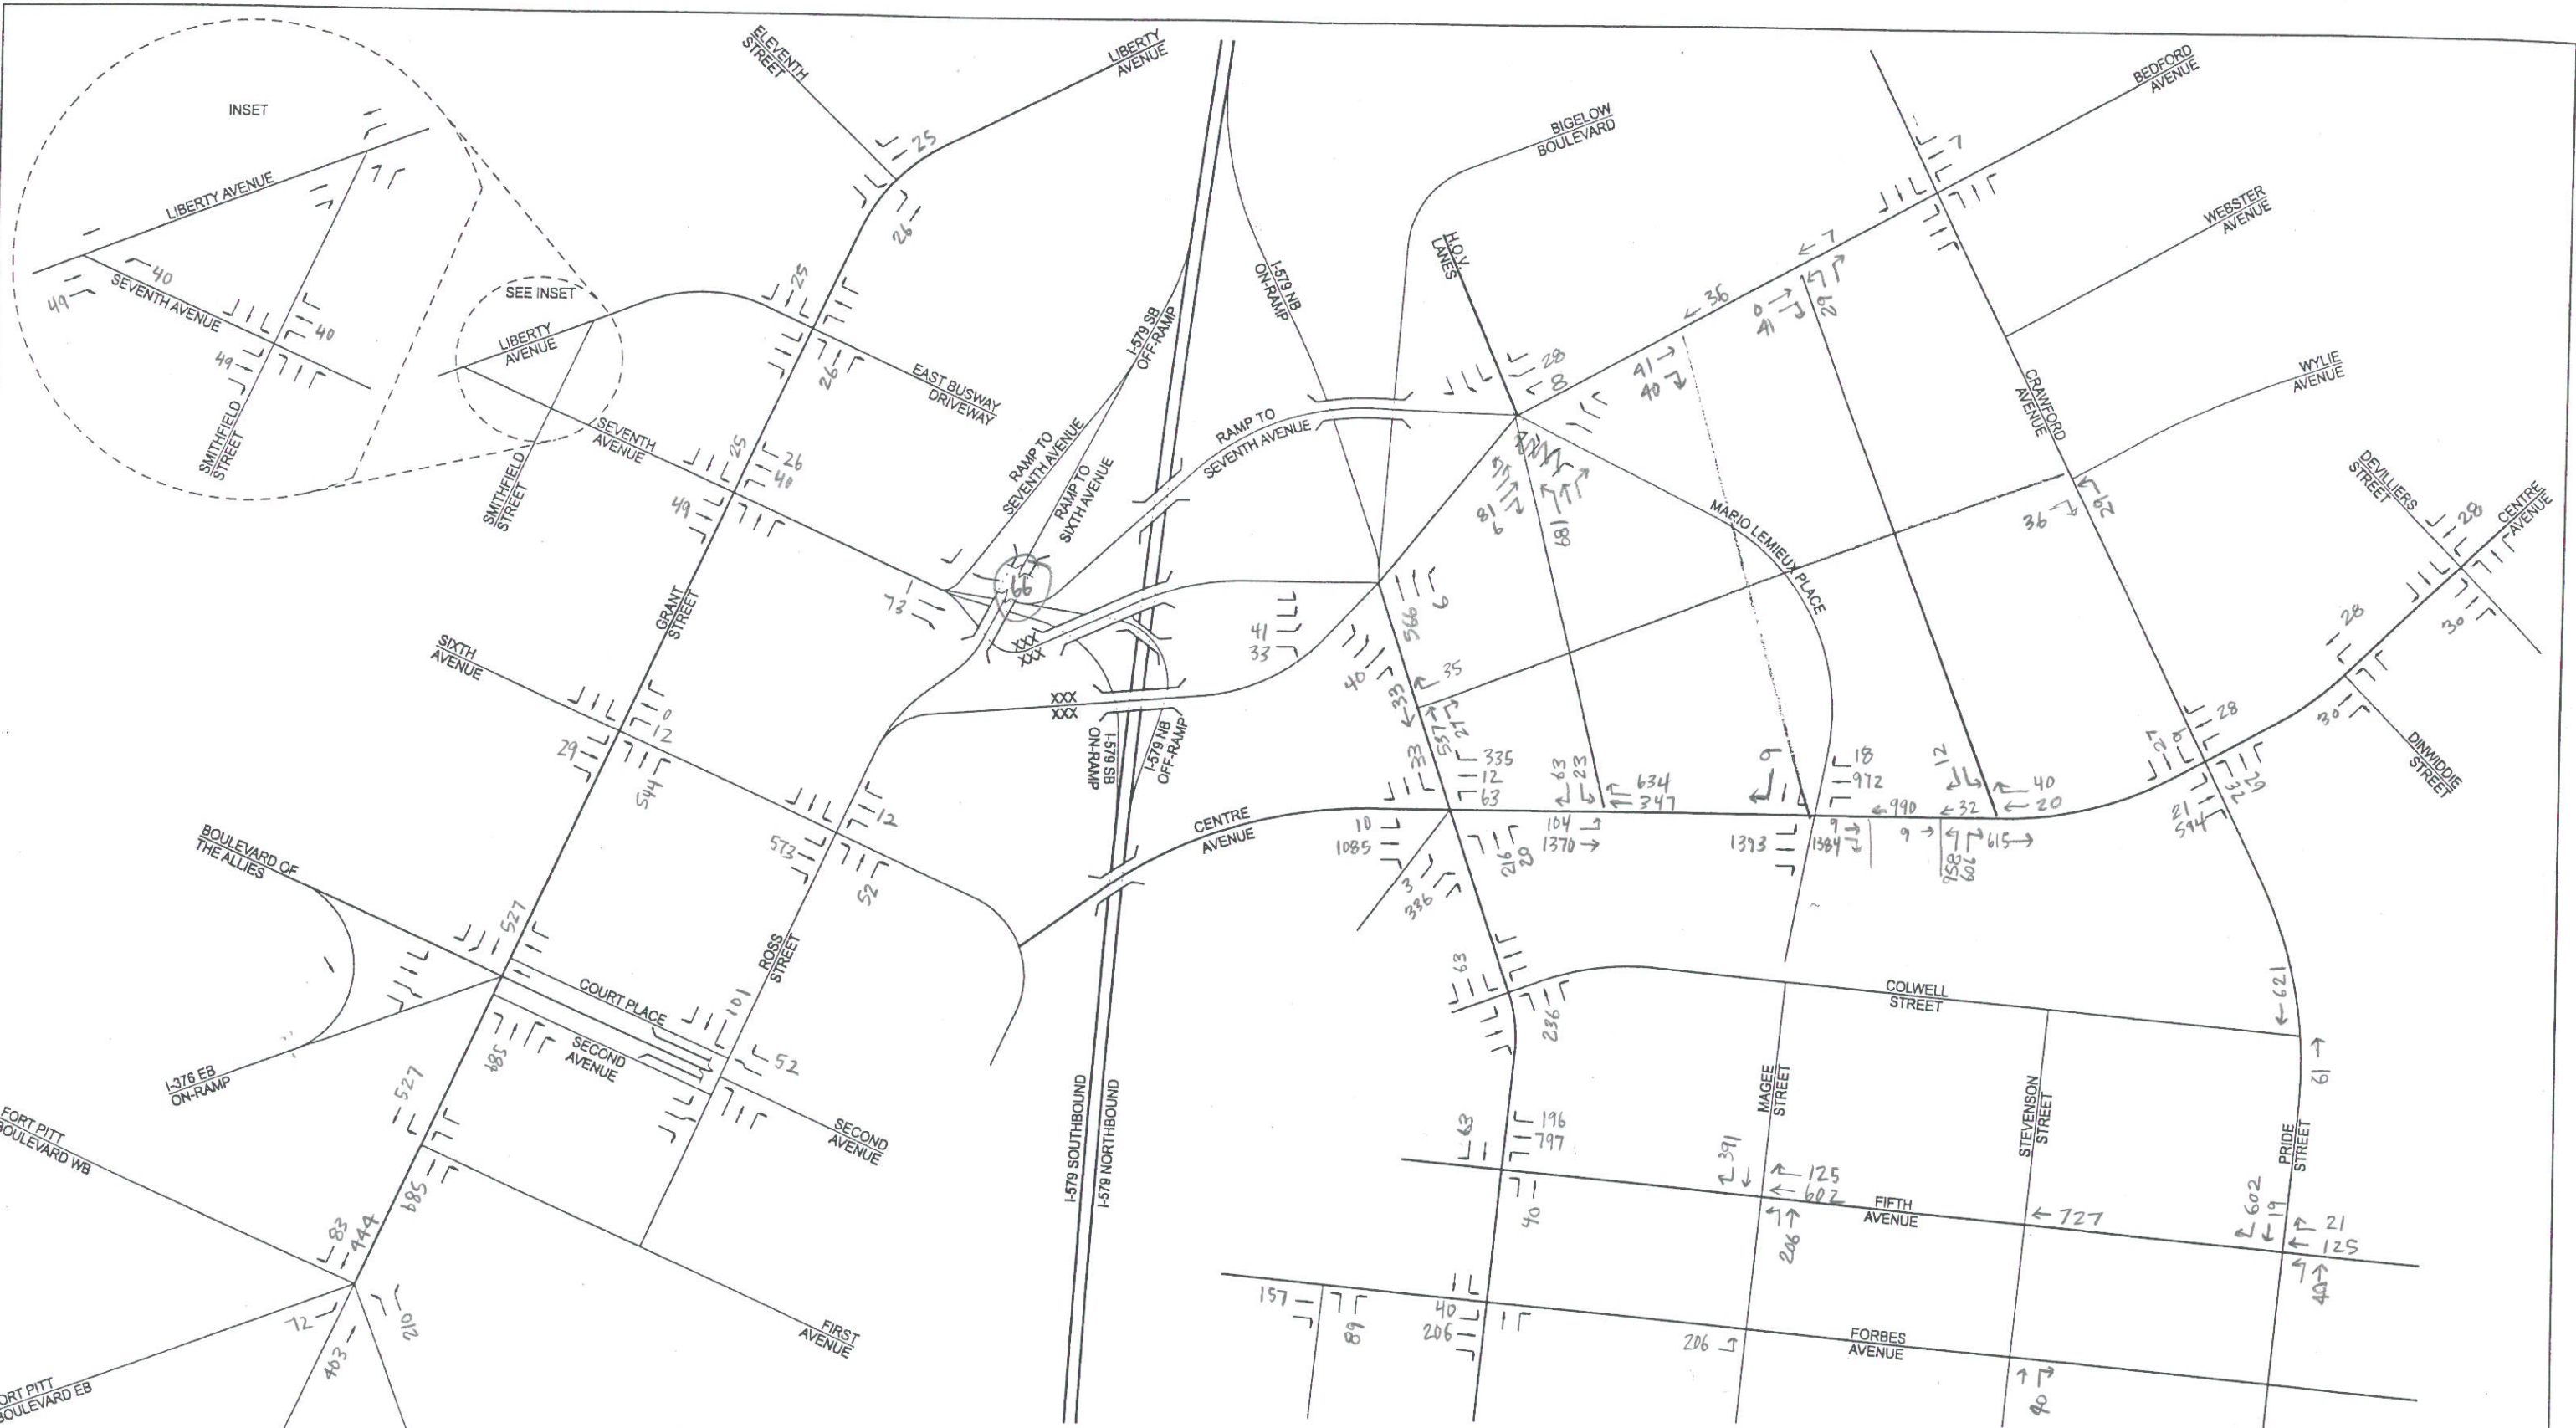 ELEVENTH
STREET
LIBERTY
AVENUE
25
26
INSET
LIBERTY AVENUE
SEVENTH AVENUE
SMITHFIELD
STREET
49
40
49
40
SEE INSET
LIBERTY
AVENUE
SEVENTH
AVENUE
SMITHFIELD
STREET
25
26
EAST BUSWAY
DRIVEWAY
25
26
40
49
GRANT
STREET
RAMP TO
SEVENTH AVENUE
RAMP TO
SIXTH AVENUE
I-579 SB
OFF-RAMP
I-579 NB
ON-RAMP
BIGELOW
BOULEVARD
H.O.V.
LANES
RAMP TO
SEVENTH AVENUE
66
73
XXX
XXX
XXX
XXX
I-579 SB
ON-RAMP
I-579 NB
OFF-RAMP
BEDFORD
AVENUE
7
7
WEBSTER
AVENUE
WYLIE
AVENUE
CRAWFORD
AVENUE
36
41
40
0
41
29
28
8
81
6
681
MARIO LEMIEUX PLACE
36
29
DEVILLIERS
STREET
CENTRE
AVENUE
28
30
28
30
DINWIDDIE
STREET
41
33
40
566
6
33
35
537
27
SIXTH
AVENUE
0
12
29
544
12
573
52
33
335
12
63
10
1085
216
20
3
336
63
23
634
347
104
1370
9
18
972
1393
9
1384
990
9
32
958
606
615
12
40
20
27
9
28
29
32
21
594
CENTRE
AVENUE
BOULEVARD OF
THE ALLIES
527
I-376 EB
ON-RAMP
COURT PLACE
SECOND
AVENUE
689
ROSS
STREET
101
52
SECOND
AVENUE
527
689
FIRST
AVENUE
FORT PITT
BOULEVARD WB
83
444
72
403
210
BOULEVARD EB
I-579 SOUTHBOUND
I-579 NORTHBOUND
63
236
COLWELL
STREET
621
61
MAGEE
STREET
STEVENSON
STREET
PRIDE
STREET
63
196
797
40
391
125
602
206
FIFTH
AVENUE
727
602
19
21
125
40
157
89
40
206
206
FORBES
AVENUE
40